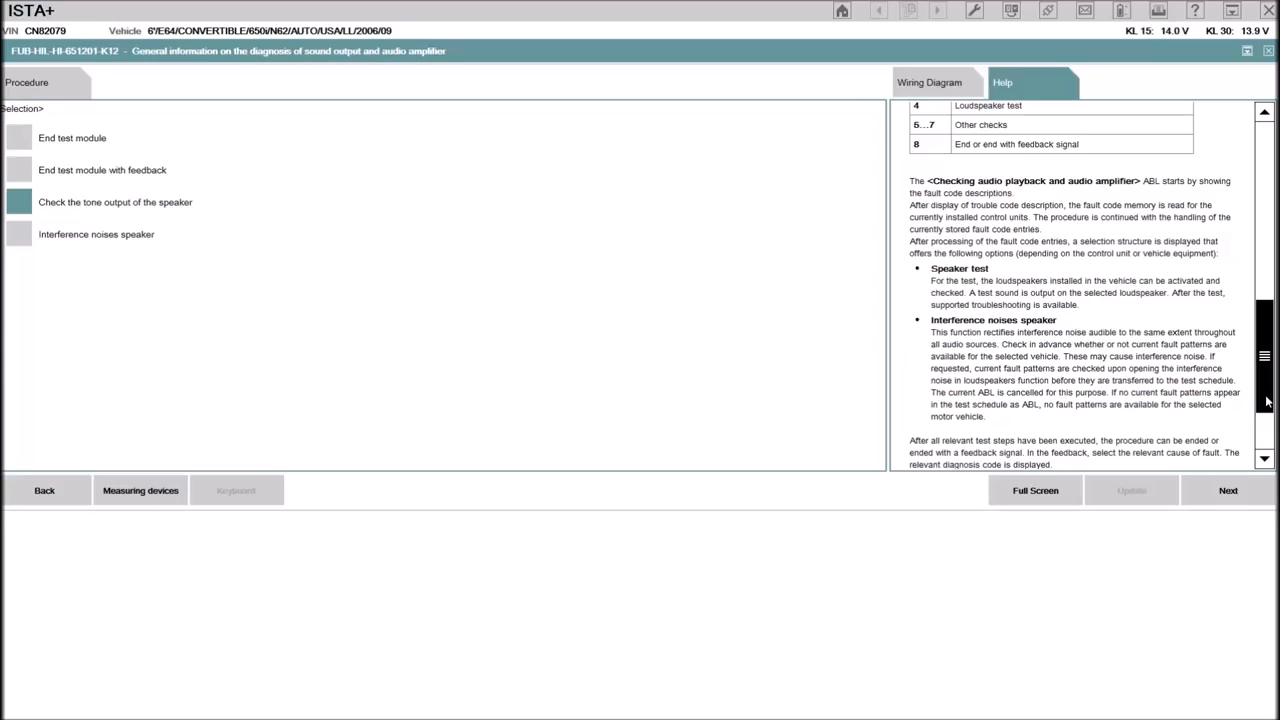 ISTA+
VIN CN82079 Vehicle 6'/E64/CONVERTIBLE/650i/N62/AUTO/USA/LL/2006/09 KL 15: 14.0 V KL 30: 13.9 V
FUB-HIL-HI-651201-K12 - General information on the diagnosis of sound output and audio amplifier
Procedure
Wiring Diagram
Help
Selection>
End test module
End test module with feedback
Check the tone output of the speaker
Interference noises speaker
4 Loudspeaker test
5...7 Other checks
8 End or end with feedback signal
The <Checking audio playback and audio amplifier> ABL starts by showing
the fault code descriptions.
After display of trouble code description, the fault code memory is read for the
currently installed control units. The procedure is continued with the handling of the
currently stored fault code entries.
After processing of the fault code entries, a selection structure is displayed that
offers the following options (depending on the control unit or vehicle equipment):
• Speaker test
For the test, the loudspeakers installed in the vehicle can be activated and
checked. A test sound is output on the selected loudspeaker. After the test,
supported troubleshooting is available.
• Interference noises speaker
This function rectifies interference noise audible to the same extent throughout
all audio sources. Check in advance whether or not current fault patterns are
available for the selected vehicle. These may cause interference noise. If
requested, current fault patterns are checked upon opening the interference
noise in loudspeakers function before they are transferred to the test schedule.
The current ABL is cancelled for this purpose. If no current fault patterns appear
in the test schedule as ABL, no fault patterns are available for the selected
motor vehicle.
After all relevant test steps have been executed, the procedure can be ended or
ended with a feedback signal. In the feedback, select the relevant cause of fault. The
relevant diagnosis code is displayed.
Back
Measuring devices
Keyboard
Full Screen
Update
Next